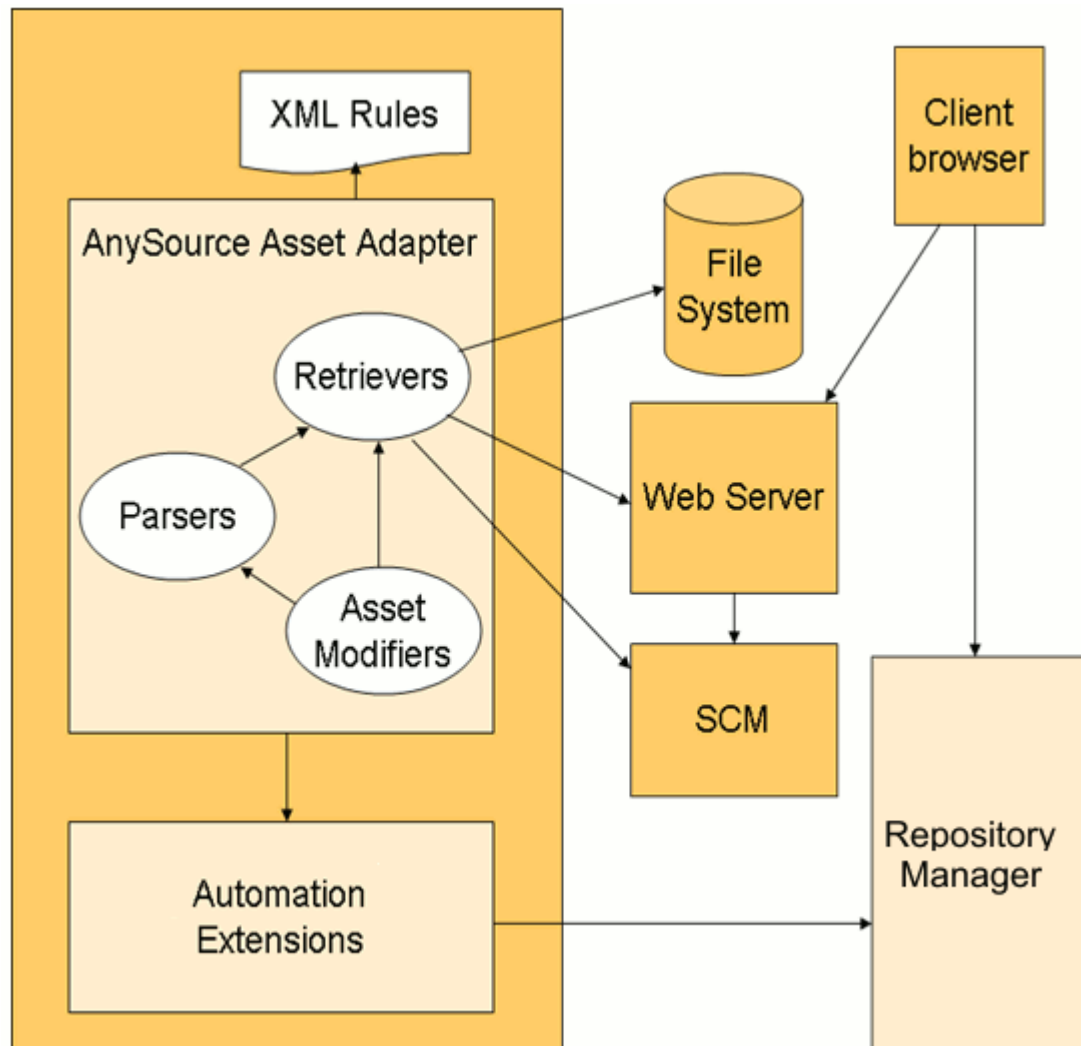 XML Rules
Client
browser
AnySource Asset Adapter
File
System
Retrievers
Web Server
Parsers
Asset
Modifiers
SCM
Repository
Manager
Automation
Extensions